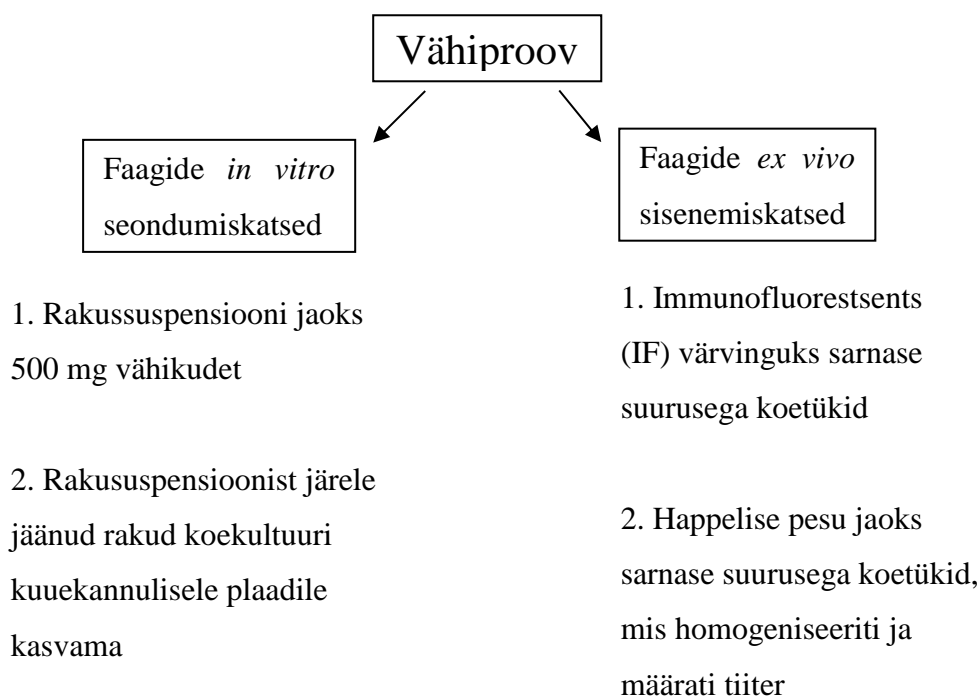 Vähiproov
Faagide in vitro
seondumiskatsed
1. Rakussuspensiooni jaoks
500 mg vähikudet
2. Rakususpensioonist järele
jäänud rakud koekultuuri
kuuekannulisele plaadile
kasvama
Faagide ex vivo
sisenemiskatsed
1. Immunofluorestsents
(IF) värvinguks sarnase
suurusega koetükid
2. Happelise pesu jaoks
sarnase suurusega koetükid,
mis homogeniseeriti ja
määrati tiiter